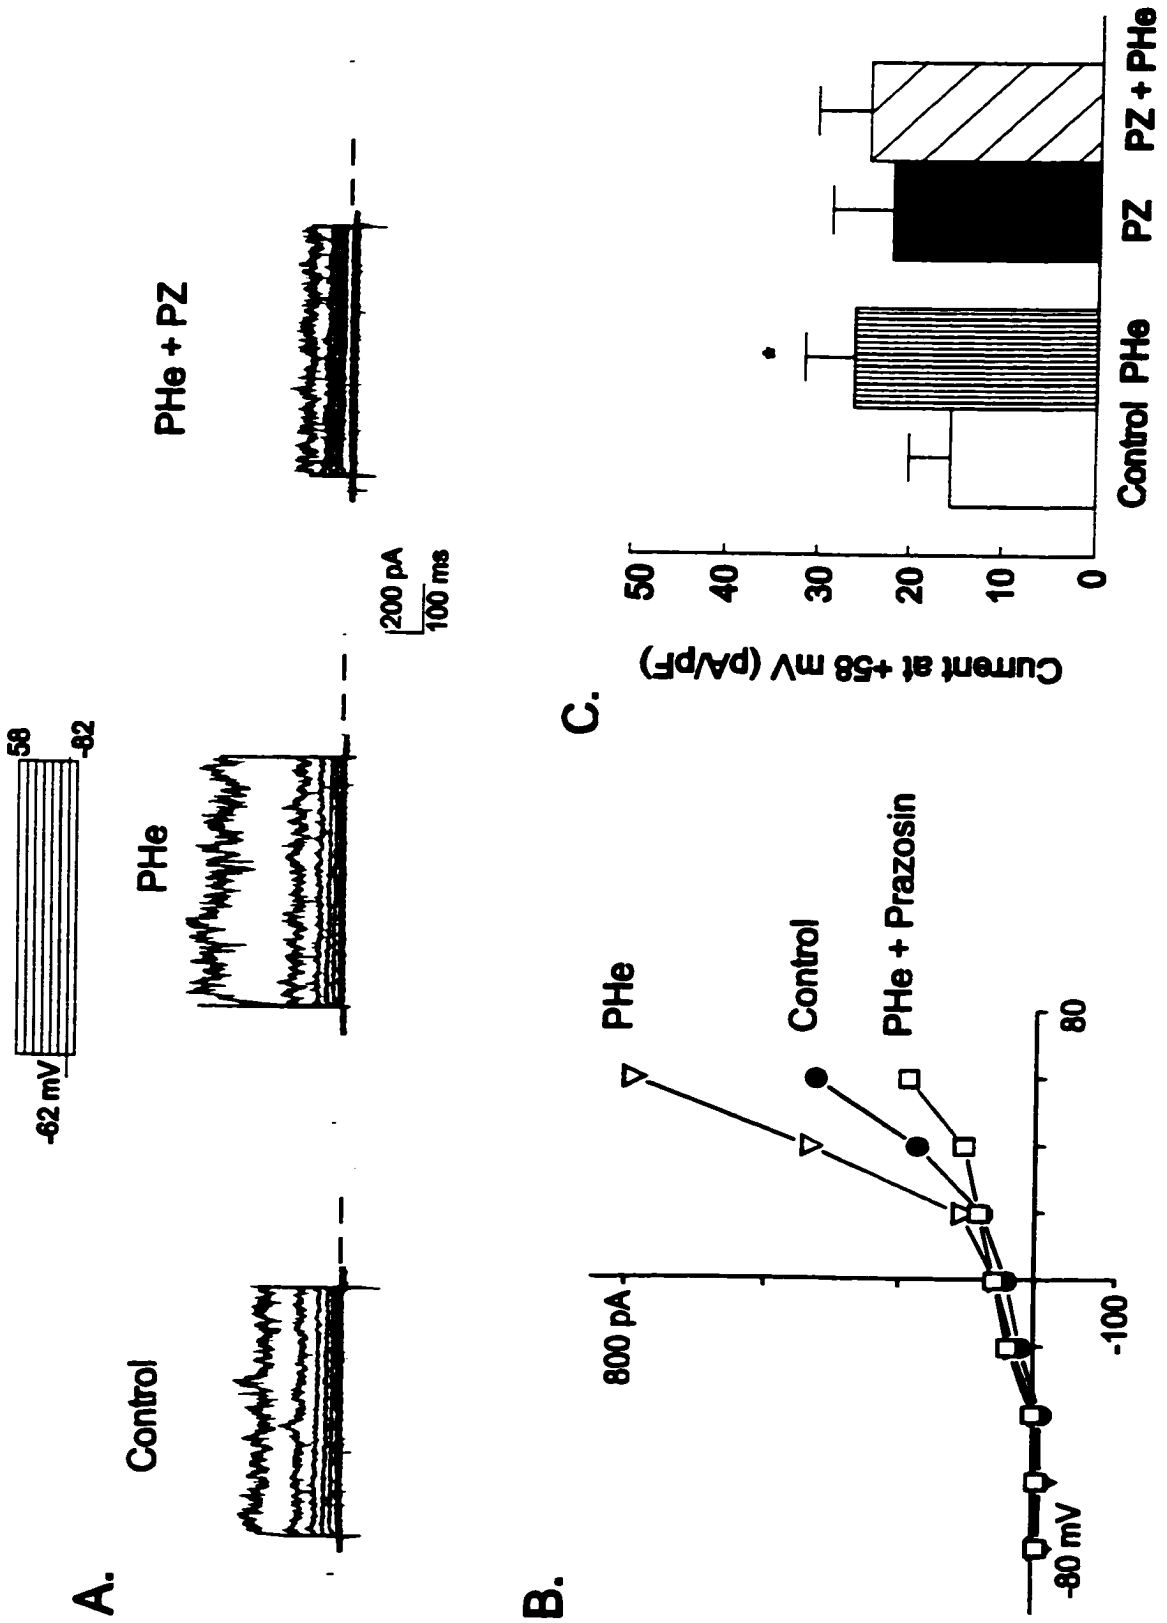 A.
Control
PHe
PHe + PZ
-62 mV
58
-82
200 pA
100 ms
B.
800 pA
PHe
Control
PHe + Prazosin
80
-80 mV
-100
C.
Current at +58 mV (pA/pF)
50
40
30
20
10
0
*
Control
PHe
PZ
PZ + PHe